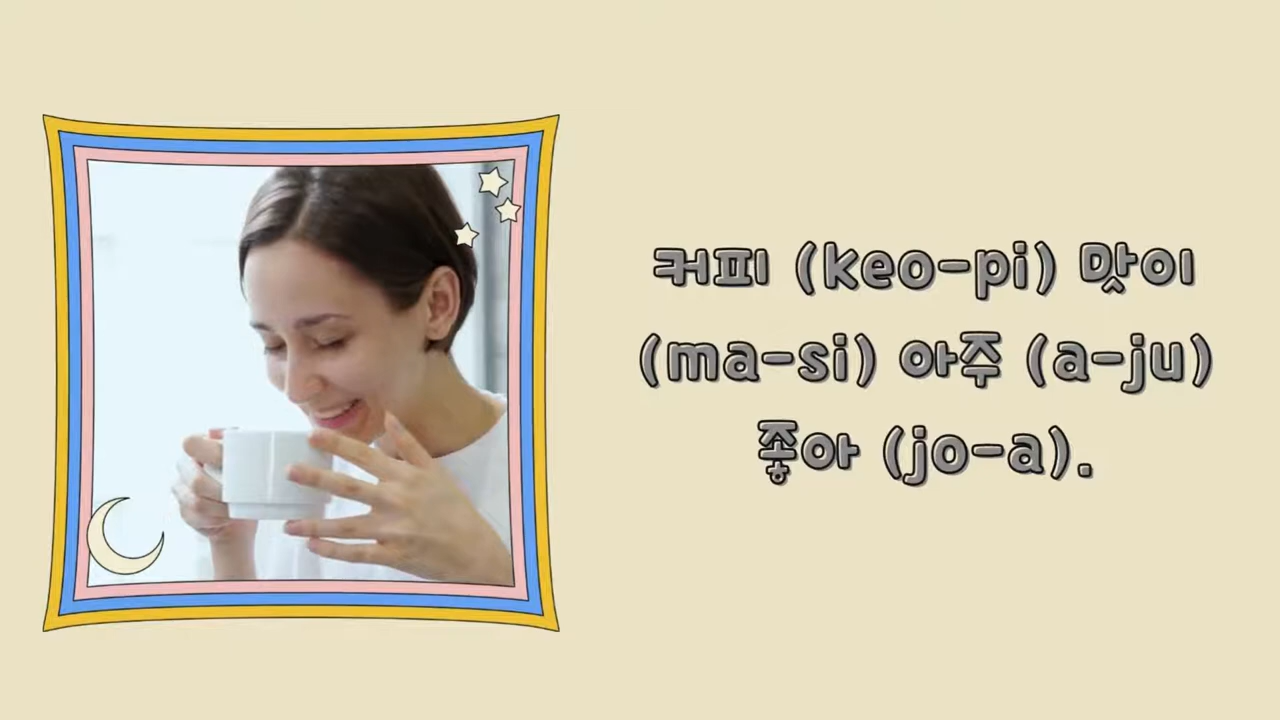 커피 (keo-pi) 맛이
(ma-si) 아주 (a-ju)
좋아 (jo-a).